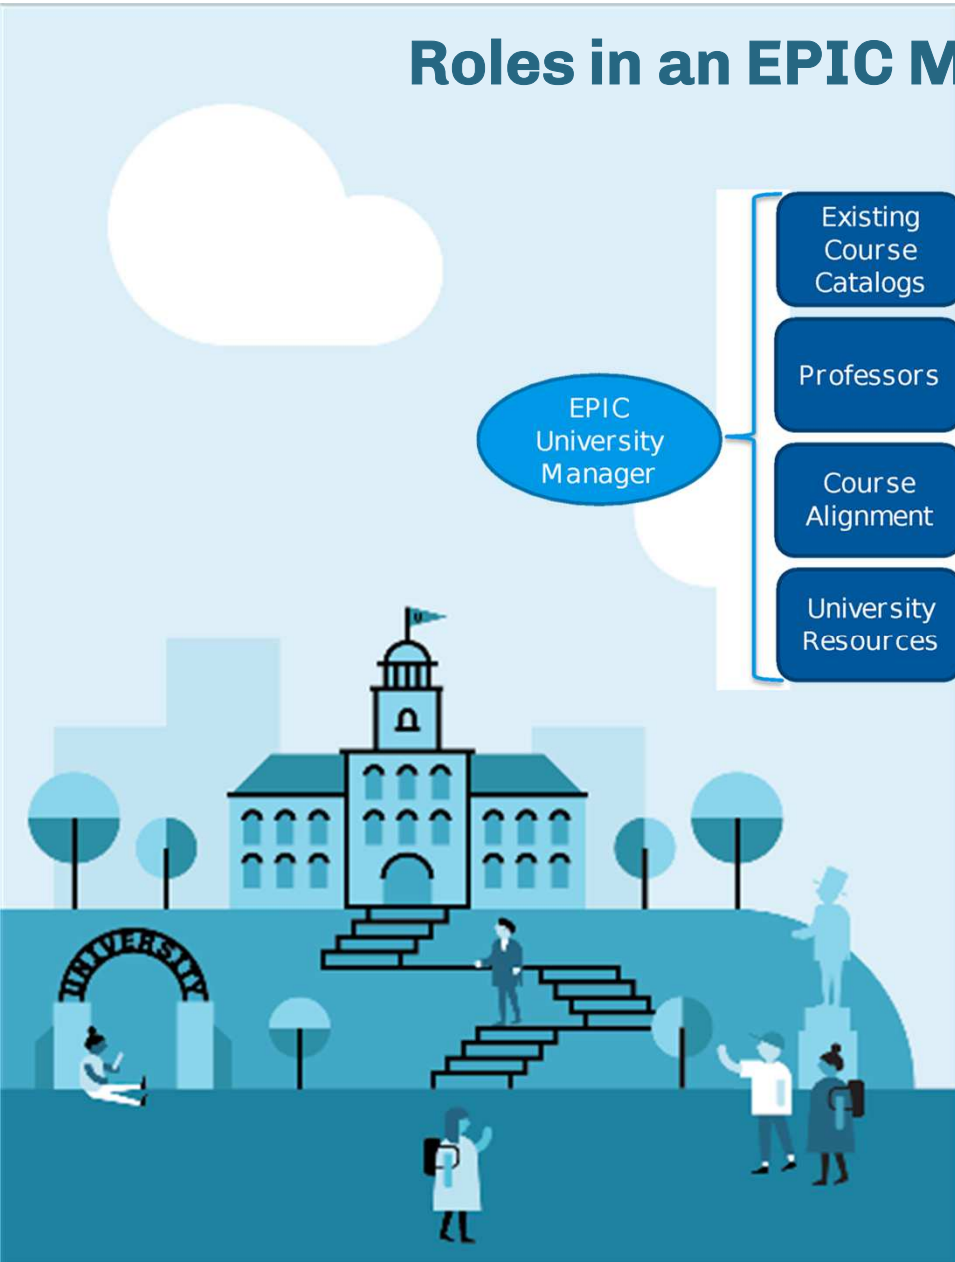 Roles in an EPIC M
Existing
Course
Catalogs
Professors
EPIC
University
Manager
Course
Alignment
University
Resources
U
UNIVERSITY